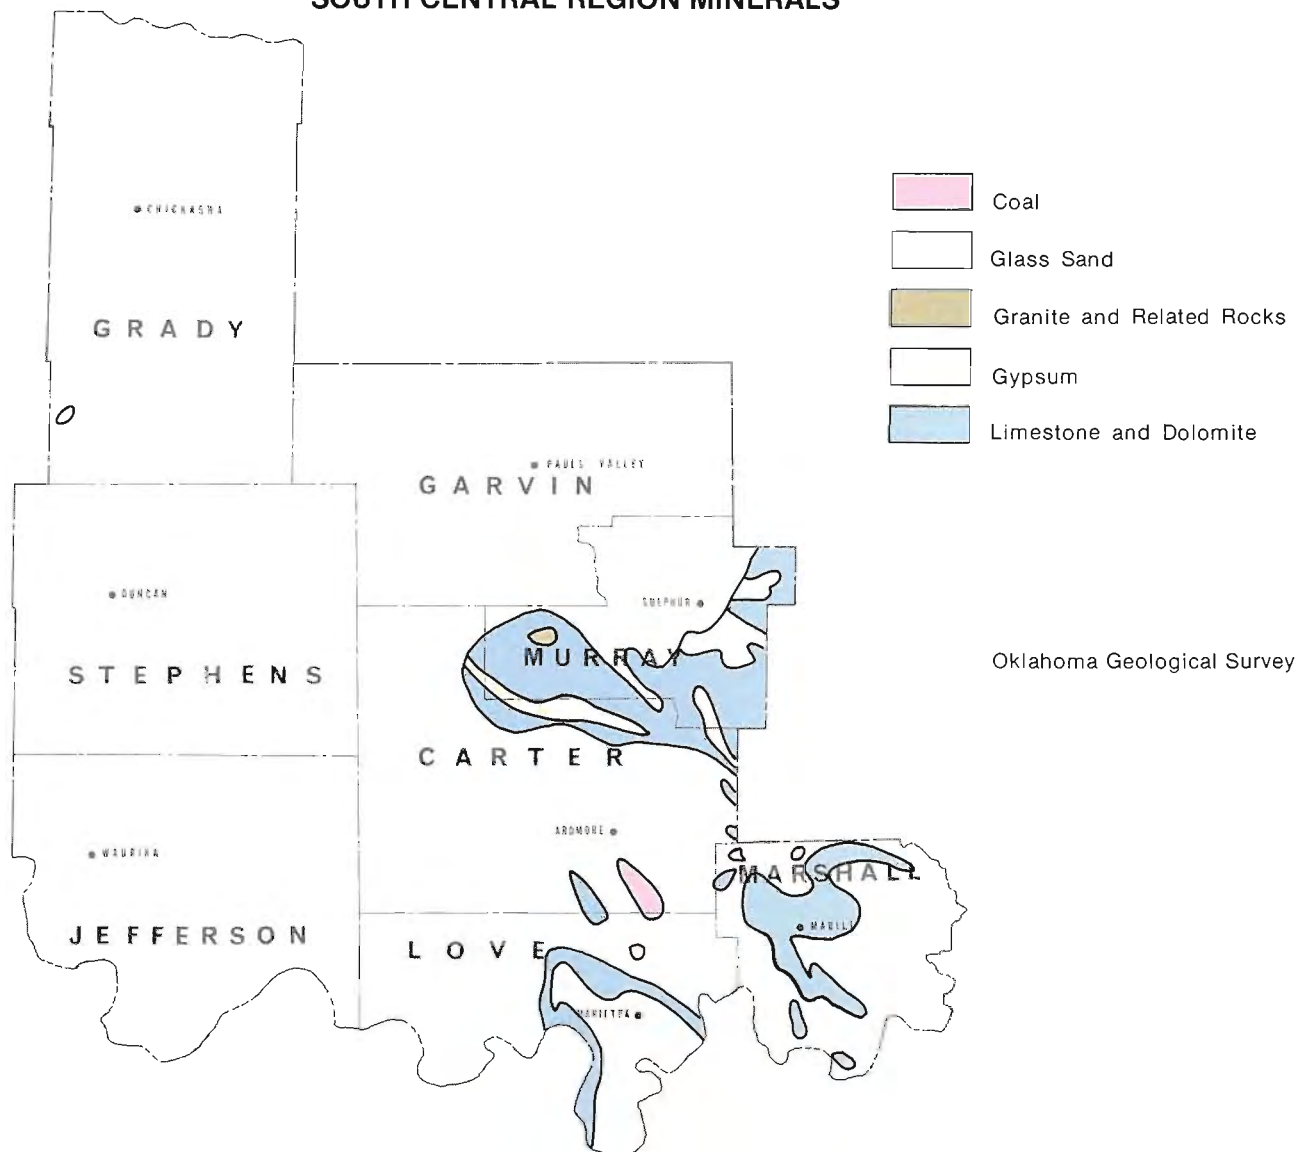 SOUTH CENTRAL REGION MINERALS
CHICKASHA
GRADY
Coal
Glass Sand
Granite and Related Rocks
Gypsum
Limestone and Dolomite
PAULS VALLEY
GARVIN
DUNCAN
SULPHUR
STEPHENS
MURRAY
Oklahoma Geological Survey
CARTER
ARDMORE
WAURIKA
MARSHALL
MADILL
JEFFERSON
LOVE
MARIETTA